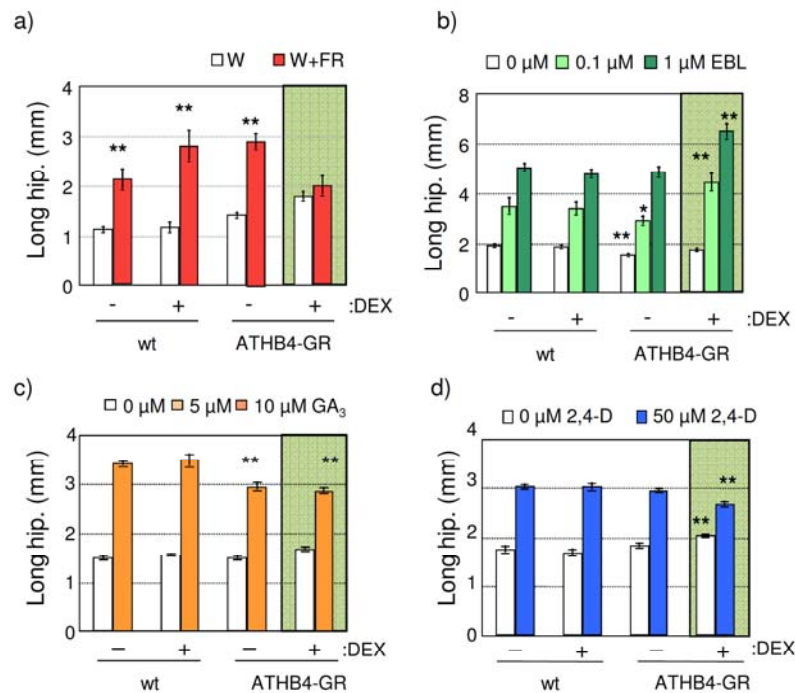 a)
W W+FR
Long hip. (mm)
4
3
2
1
0
** ** **
- + - + :DEX
wt ATHB4-GR
b)
0 µM 0.1 µM 1 µM EBL
Long hip. (mm)
8
6
4
2
0
** * ** **
- + - + :DEX
wt ATHB4-GR
c)
0 µM 5 µM 10 µM GA3
Long hip. (mm)
4
3
2
1
0
** **
− + − + :DEX
wt ATHB4-GR
d)
0 µM 2,4-D 50 µM 2,4-D
Long hip. (mm)
4
3
2
1
0
** **
− + − + :DEX
wt ATHB4-GR